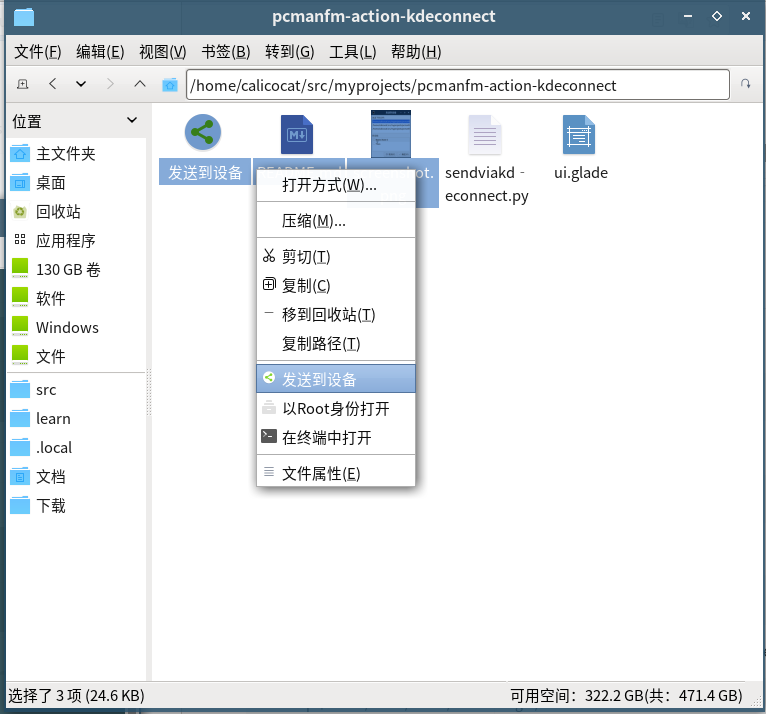 pcmanfm-action-kdeconnect
文件(F) 编辑(E) 视图(V) 书签(B) 转到(G) 工具(L) 帮助(H)
/home/calicocat/src/myprojects/pcmanfm-action-kdeconnect
位置
主文件夹
桌面
回收站
应用程序
130 GB 卷
软件
Windows
文件
src
learn
.local
文档
下载
发送到设备
sendviakd-
econnect.py
ui.glade
打开方式(W)...
压缩(M)...
剪切(T)
复制(C)
移到回收站(T)
复制路径(T)
发送到设备
以Root身份打开
在终端中打开
文件属性(E)
选择了 3 项 (24.6 KB)
可用空间：322.2 GB(共：471.4 GB)